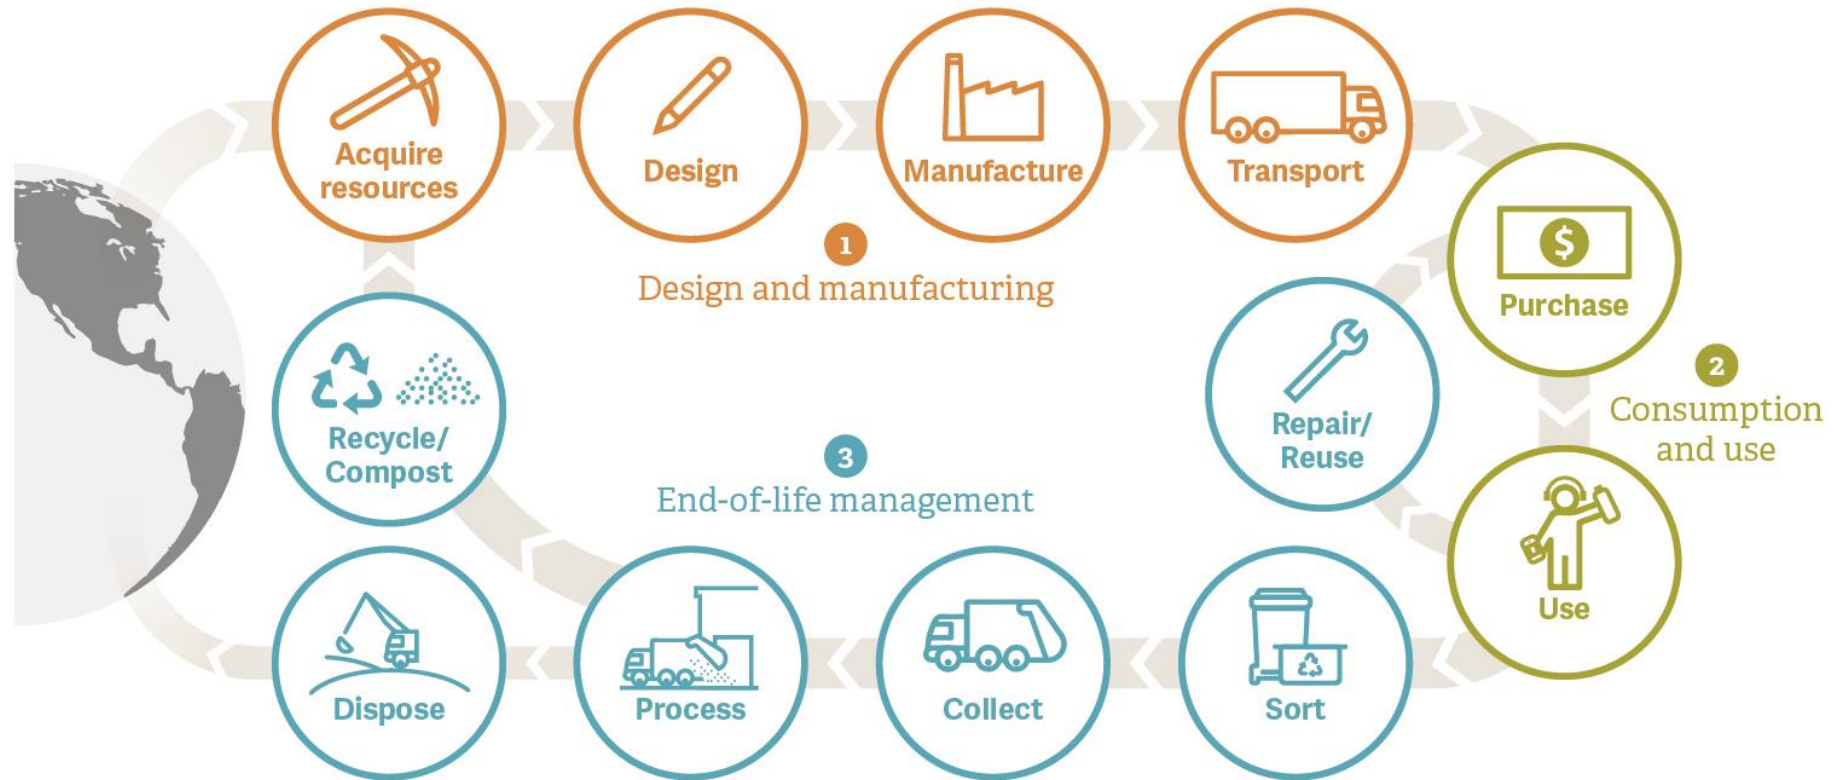 Acquire
resources
Design
Manufacture
Transport
1
Design and manufacturing
$
Purchase
2
Consumption
and use
Use
Repair/
Reuse
3
End-of-life management
Recycle/
Compost
Dispose
Process
Collect
Sort